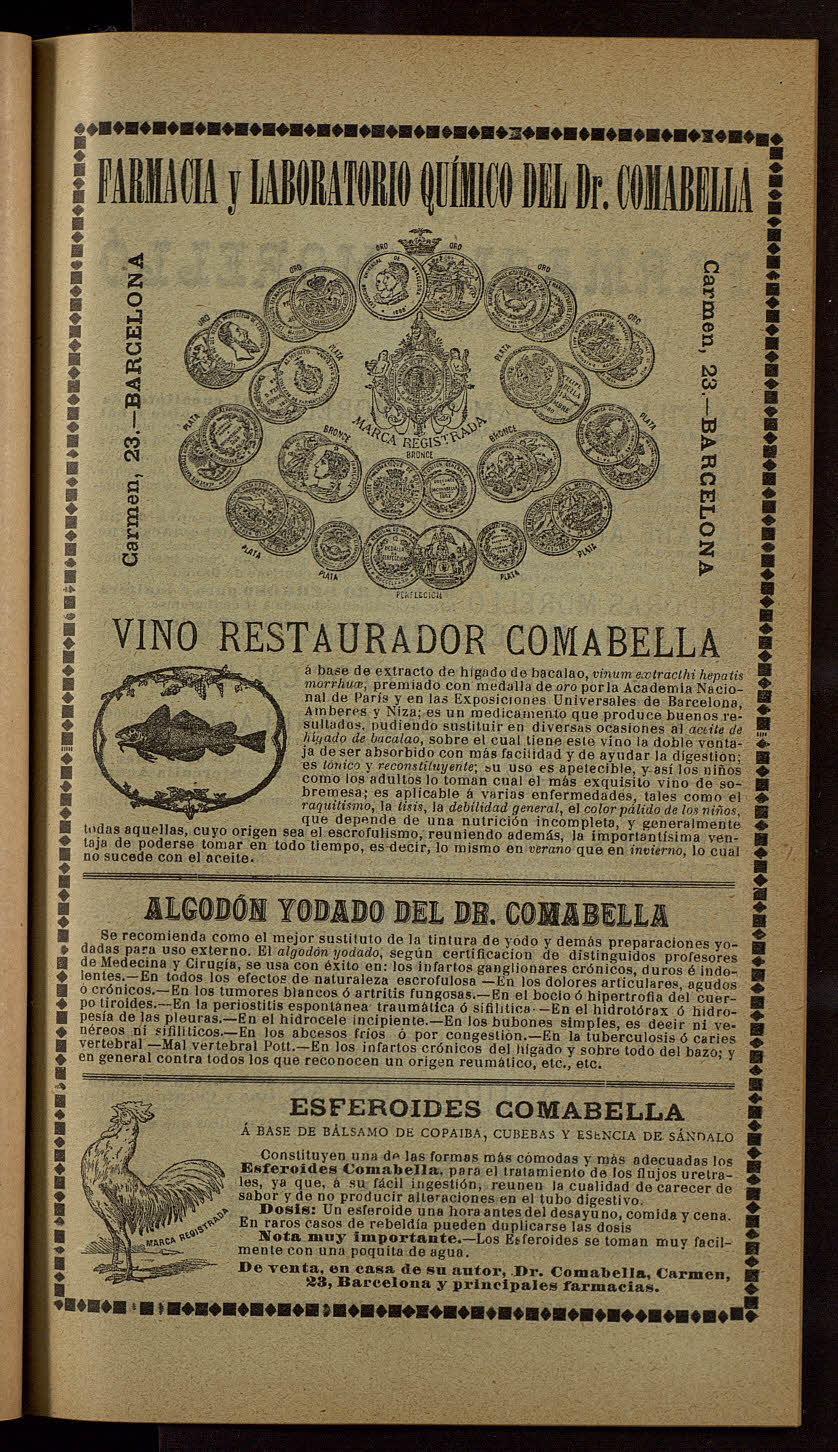 FARMACIA y LABORATORIO QUÍMICO DEL Dr. COMABELLA
Carmen, 23.—BARCELONA
Carmen, 23.—BARCELONA
ORO ORO
ORO
ORO
ORO
ORO
PLATA
PLATA
PLATA
PLATA
MARCA REGISTRADA
BRONCE
BRONCE
BRONCE
PLATA
PLATA
PLATA
PLATA
PERFECCION
VINO RESTAURADOR COMABELLA
á base de extracto de hígado de bacalao, vinum extracthi hepatis
morrhuæ, premiado con medalla de oro por la Academia Nacio-
nal de París y en las Exposiciones Universales de Barcelona,
Amberes y Niza; es un medicamento que produce buenos re-
sultados, pudiendo sustituir en diversas ocasiones al aceite de
hígado de bacalao, sobre el cual tiene este vino la doble venta-
ja de ser absorbido con más facilidad y de ayudar la digestión;
es tónico y reconstituyente; su uso es apetecible, y así los niños
como los adultos lo toman cual el más exquisito vino de so-
bremesa; es aplicable á varias enfermedades, tales como el
raquitismo, la tisis, la debilidad general, el color pálido de los niños,
que depende de una nutrición incompleta, y generalmente
todas aquellas, cuyo origen sea el escrofulismo, reuniendo además, la importantísima ven-
taja de poderse tomar en todo tiempo, es decir, lo mismo en verano que en invierno, lo cual
no sucede con el aceite.
ALGODÓN YODADO DEL DR. COMABELLA
Se recomienda como el mejor sustituto de la tintura de yodo y demás preparaciones yo-
dadas para uso externo. El algodón yodado, según certificacion de distinguidos profesores
de Medecina y Cirugía, se usa con éxito en: los infartos ganglionares crónicos, duros é indo-
lentes.—En todos los efectos de naturaleza escrofulosa —En los dolores articulares, agudos
ó crónicos.—En los tumores blancos ó artritis fungosas.—En el bocio ó hipertrofia del cuer-
po tiroides.—En la periostitis espontánea traumática ó sifilítica.—En el hidrotórax ó hidro-
pesía de las pleuras.—En el hidrocele incipiente.—En los bubones simples, es decir ni ve-
néreos ni sifilíticos.—En los abcesos fríos ó por congestión.—En la tuberculosis ó caries
vertebral —Mal vertebral Pott.—En los infartos crónicos del hígado y sobre todo del bazo; y
en general contra todos los que reconocen un origen reumático, etc., etc.
ESFEROIDES COMABELLA
Á BASE DE BÁLSAMO DE COPAIBA, CUBEBAS Y ESENCIA DE SÁNDALO
Constituyen una de las formas más cómodas y más adecuadas los
Esferoides Comabella, para el tratamiento de los flujos uretra-
les, ya que, á su fácil ingestión, reunen la cualidad de carecer de
sabor y de no producir alteraciones en el tubo digestivo.
Dosis: Un esferoide una hora antes del desayuno, comida y cena.
En raros casos de rebeldía pueden duplicarse las dosis
Nota muy importante.—Los Esferoides se toman muy facil-
mente con una poquita de agua.
MARCA REGISTRADA
De venta, en casa de su autor, Dr. Comabella, Carmen,
23, Barcelona y principales farmacias.